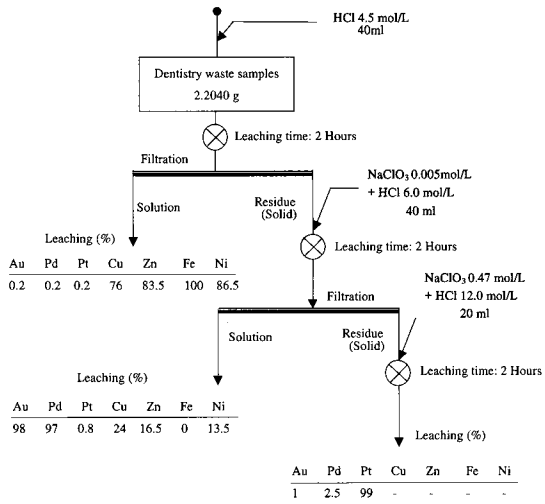 HCl 4.5 mol/L
40ml
Dentistry waste samples
2.2040 g
Leaching time: 2 Hours
Filtration
NaClO₃ 0.005mol/L
+ HCl 6.0 mol/L
40 ml
Solution
Residue
(Solid)
Leaching (%)
Leaching time: 2 Hours
Au Pd Pt Cu Zn Fe Ni
0.2 0.2 0.2 76 83.5 100 86.5
NaClO₃ 0.47 mol/L
+ HCl 12.0 mol/L
20 ml
Filtration
Solution
Residue
(Solid)
Leaching time: 2 Hours
Leaching (%)
Au Pd Pt Cu Zn Fe Ni
98 97 0.8 24 16.5 0 13.5
Leaching (%)
Au Pd Pt Cu Zn Fe Ni
1 2.5 99 - - - -